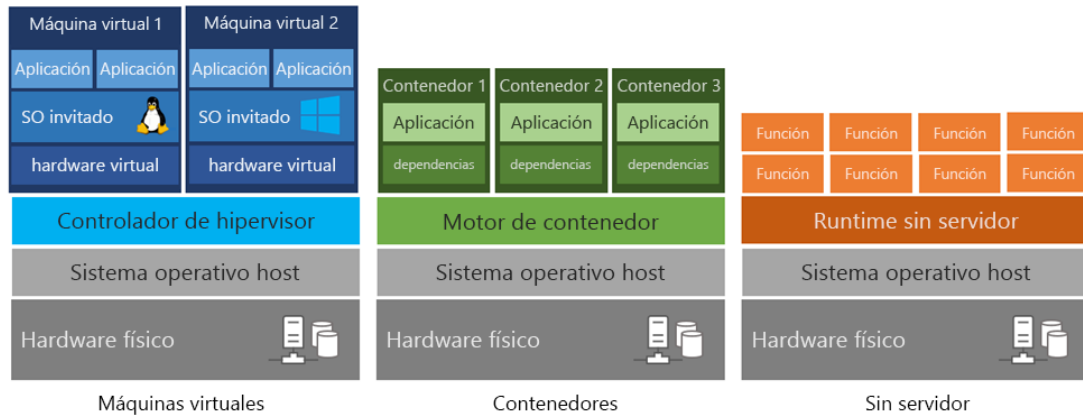 Máquina virtual 1
Aplicación Aplicación
SO invitado
hardware virtual
Máquina virtual 2
Aplicación Aplicación
SO invitado
hardware virtual
Controlador de hipervisor
Sistema operativo host
Hardware físico
Máquinas virtuales
Contenedor 1
Aplicación
dependencias
Contenedor 2
Aplicación
dependencias
Contenedor 3
Aplicación
dependencias
Motor de contenedor
Sistema operativo host
Hardware físico
Contenedores
Función Función Función Función
Función Función Función Función
Runtime sin servidor
Sistema operativo host
Hardware físico
Sin servidor